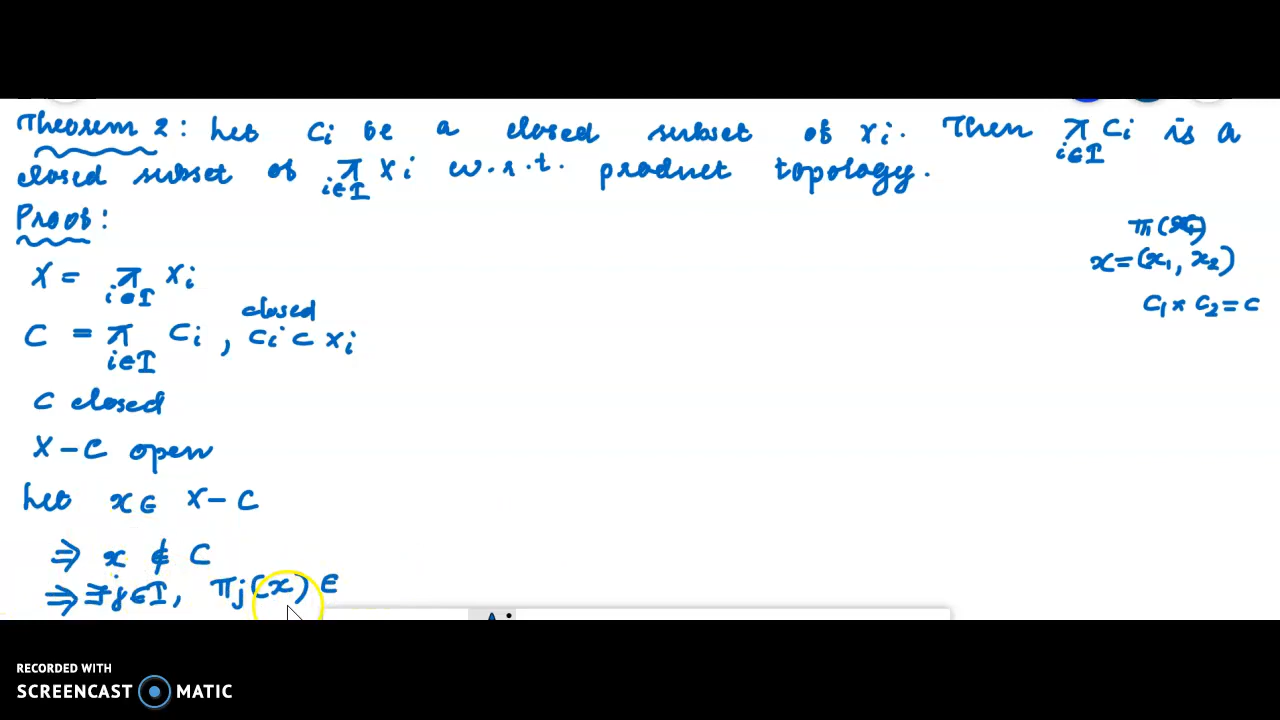 Theorem 2: Let Ci be a closed subset of Xi. Then π Ci is a
i∈I
closed subset of π Xi w.r.t. product topology.
i∈I
Proof:
X = π Xi
i∈I
C = π Ci, Ci ⊂ Xi
closed
i∈I
C closed
X – C open
Let x ∈ X – C
⇒ x ∉ C
⇒ ∃ j ∈ I, πj(x) ∈
x = (x1, x2)
C1 × C2 = C
RECORDED WITH
SCREENCAST MATIC